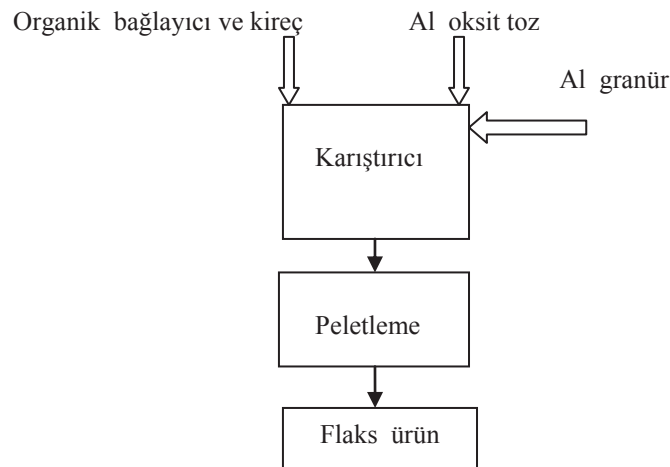 Organik bağlayıcı ve kireç
Al oksit toz
Al granür
Karıştırıcı
Peletleme
Flaks ürün